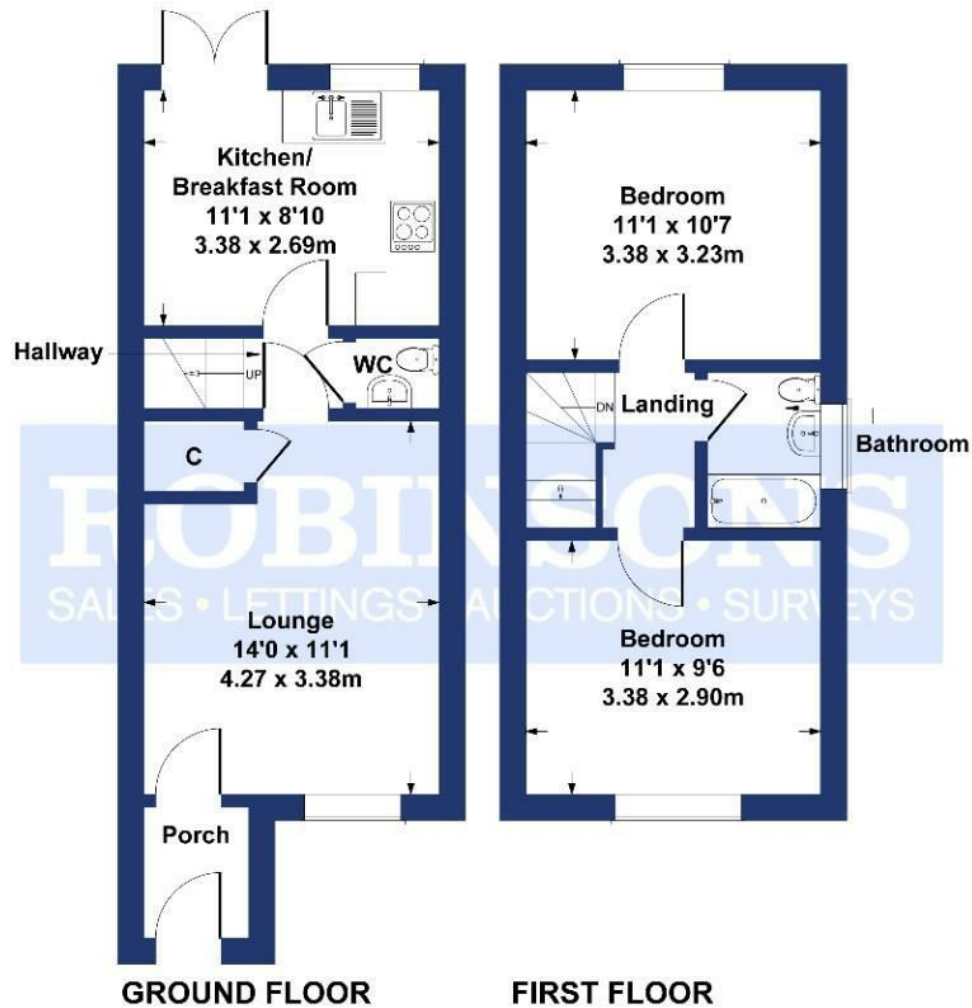 Kitchen/
Breakfast Room
11'1 x 8'10
3.38 x 2.69m
Hallway
UP
WC
C
Lounge
14'0 x 11'1
4.27 x 3.38m
Porch
GROUND FLOOR
Bedroom
11'1 x 10'7
3.38 x 3.23m
DN
Landing
Bathroom
Bedroom
11'1 x 9'6
3.38 x 2.90m
FIRST FLOOR
ROBINSONS
SALES • LETTINGS • AUCTIONS • SURVEYS